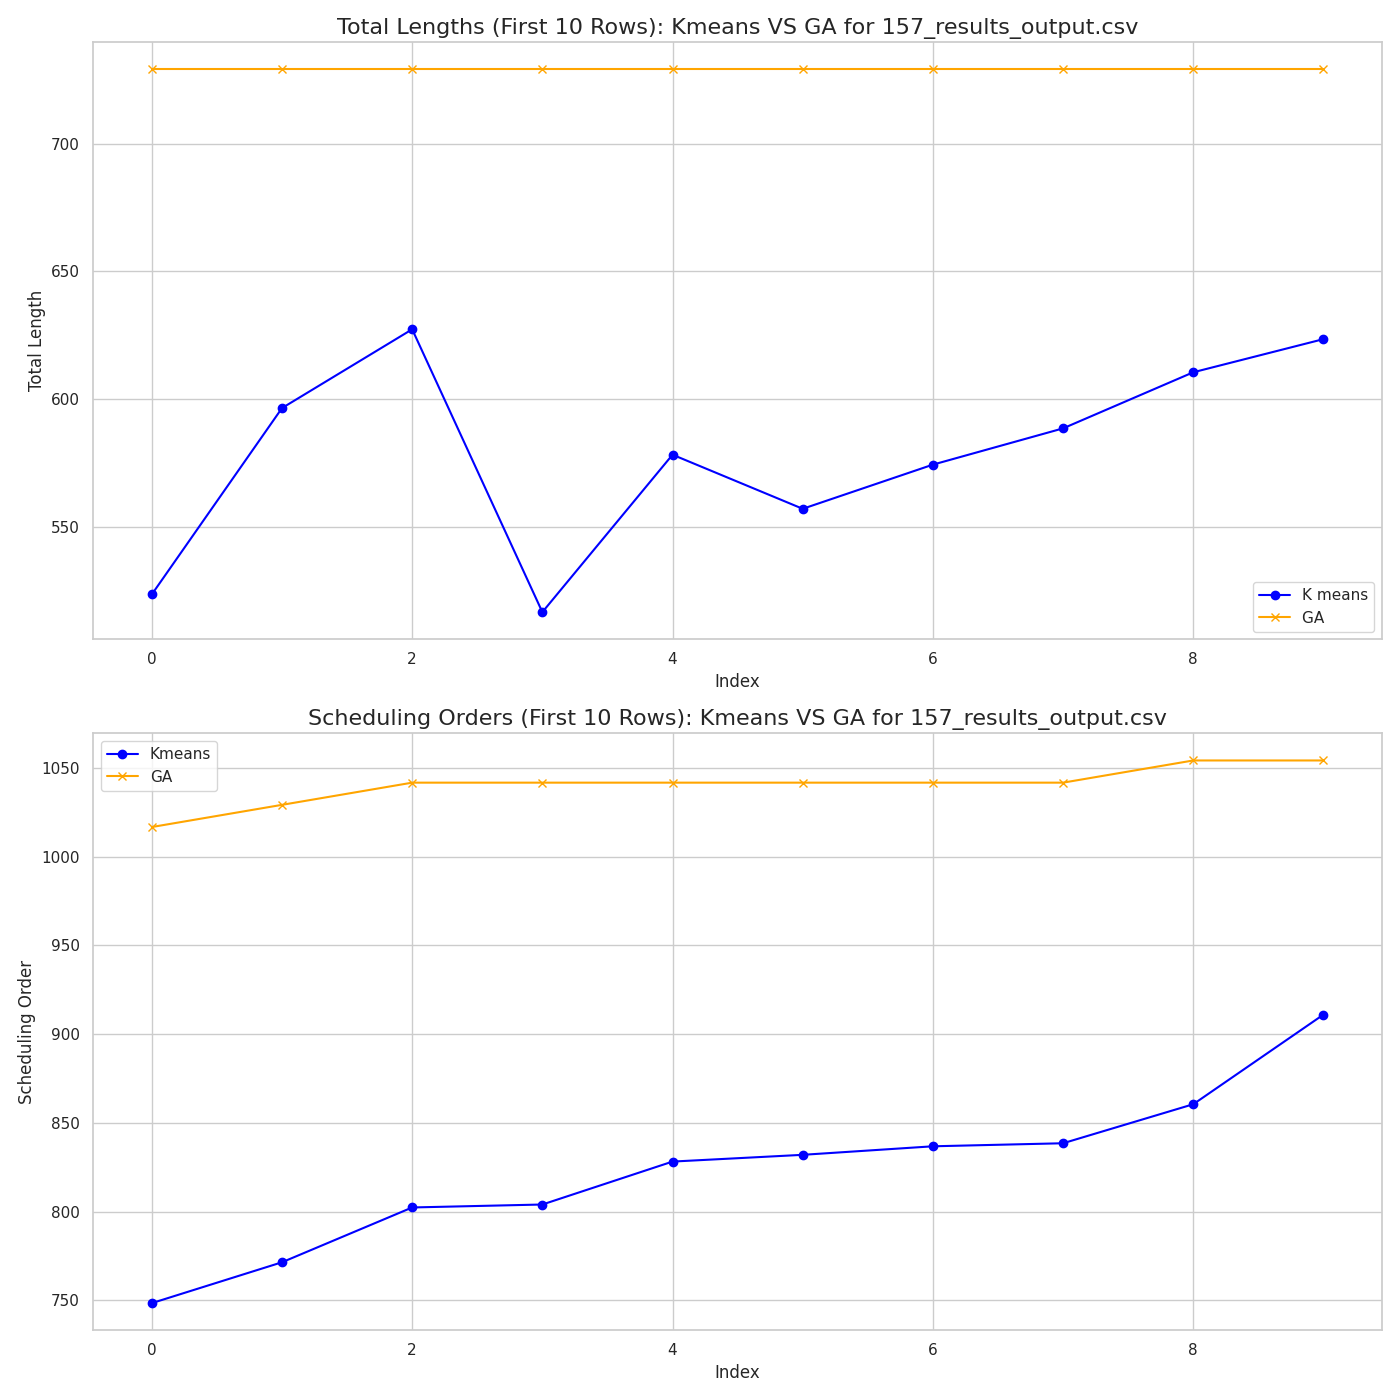 Total Lengths (First 10 Rows): Kmeans VS GA for 157_results_output.csv
700
650
600
550
Total Length
K means
GA
0 2 4 6 8
Index
Scheduling Orders (First 10 Rows): Kmeans VS GA for 157_results_output.csv
Kmeans
GA
1050
1000
950
900
850
800
750
Scheduling Order
0 2 4 6 8
Index